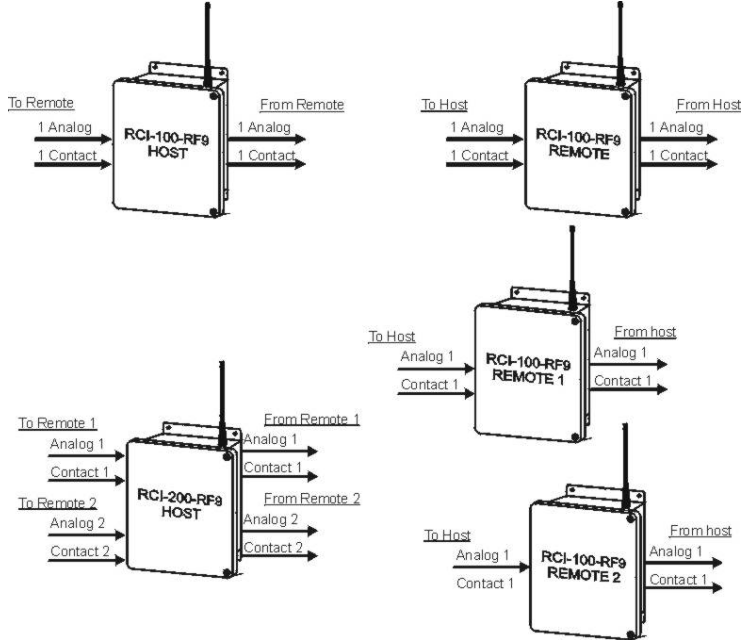 To Remote
From Remote
1 Analog
1 Contact
RCI-100-RF9
HOST
1 Analog
1 Contact
To Host
From Host
1 Analog
1 Contact
RCI-100-RF9
REMOTE
1 Analog
1 Contact
To Host
From host
Analog 1
Contact 1
RCI-100-RF9
REMOTE 1
Analog 1
Contact 1
To Remote 1
From Remote 1
Analog 1
Contact 1
To Remote 2
Analog 2
Contact 2
RCI-200-RF9
HOST
Analog 1
Contact 1
From Remote 2
Analog 2
Contact 2
To Host
From host
Analog 1
Contact 1
RCI-100-RF9
REMOTE 2
Analog 1
Contact 1